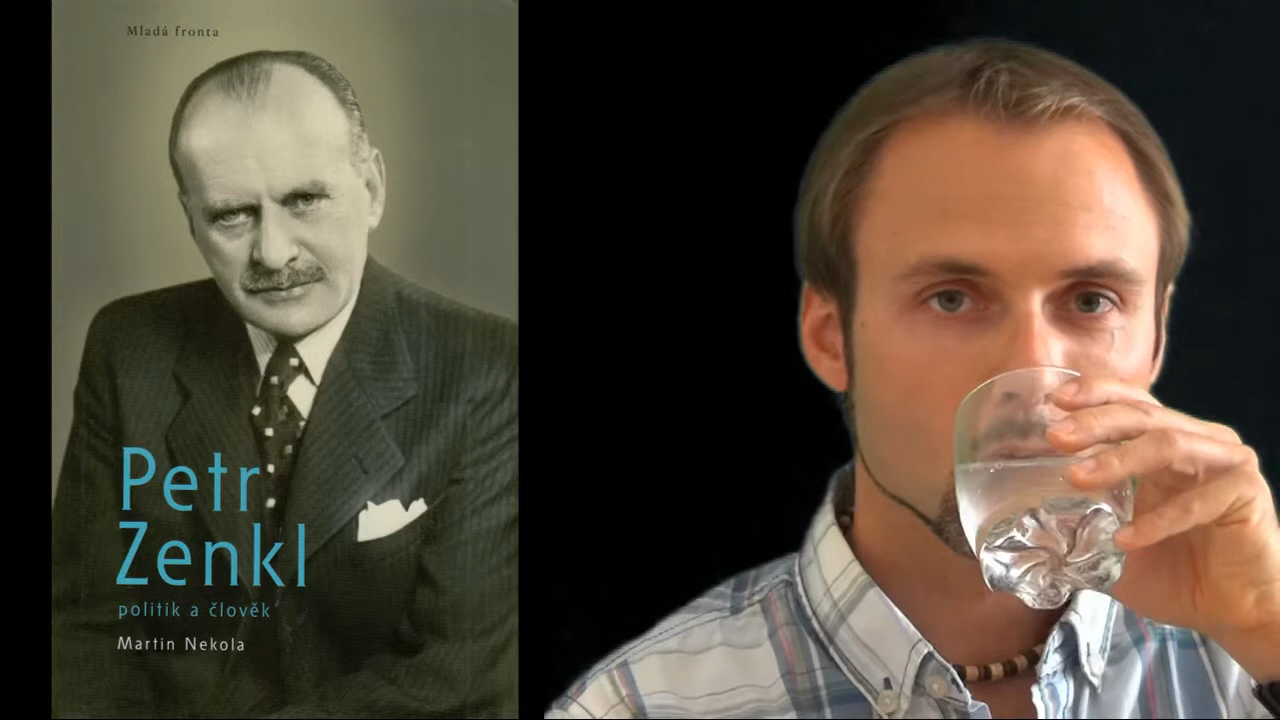 Mladá fronta
Petr
Zenkl
politik a člověk
Martin Nekola